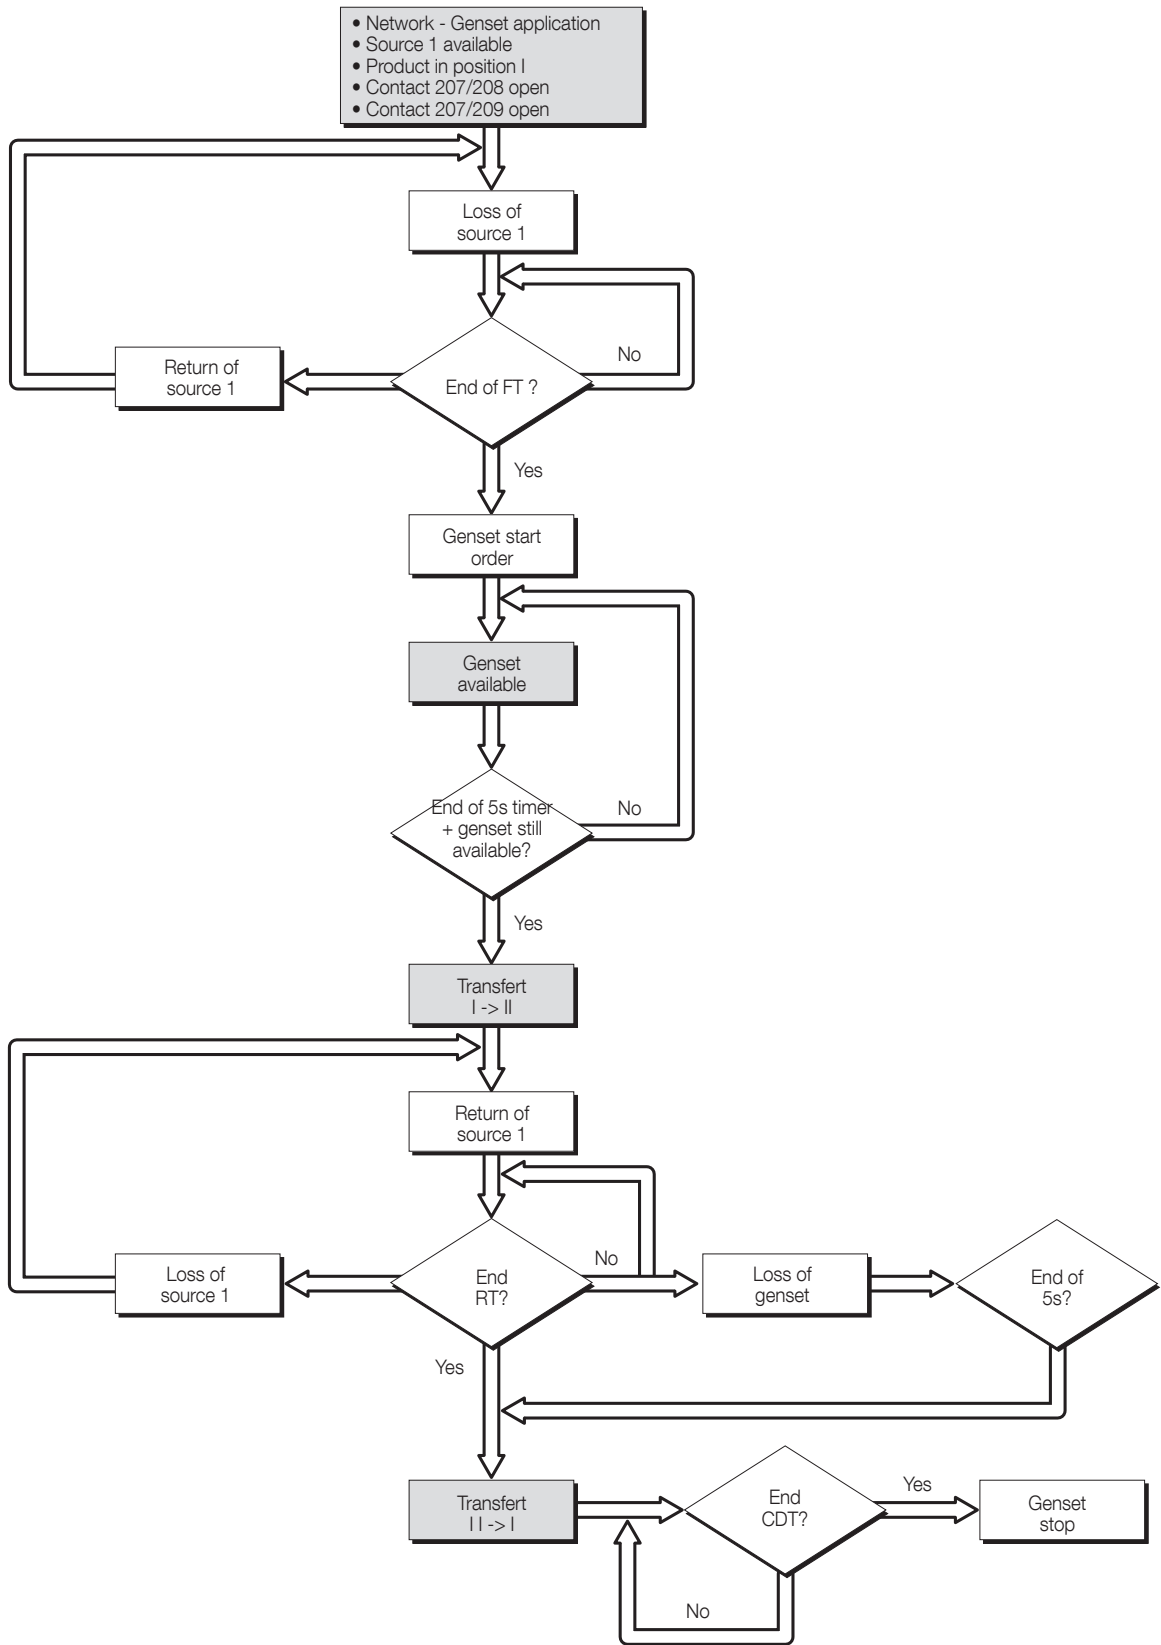 • Network - Genset application
• Source 1 available
• Product in position I
• Contact 207/208 open
• Contact 207/209 open
Loss of
source 1
No
Return of
source 1
End of FT ?
Yes
Genset start
order
Genset
available
End of 5s timer
+ genset still
available?
No
Yes
Transfert
I -> II
Return of
source 1
No
Loss of
source 1
End
RT?
Loss of
genset
End of
5s?
Yes
Transfert
I I -> I
End
CDT?
Yes
Genset
stop
No